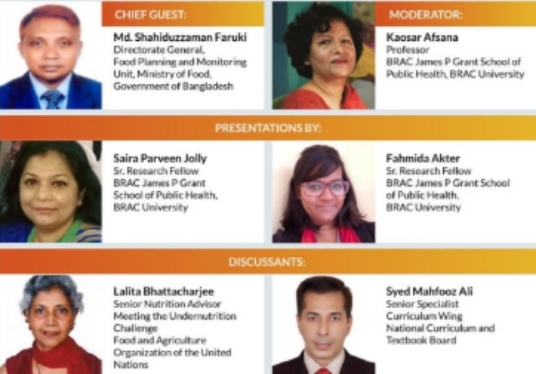 CHIEF GUEST:
Md. Shahiduzzaman Faruki
Directorate General,
Food Planning and Monitoring
Unit, Ministry of Food,
Government of Bangladesh
MODERATOR:
Kaosar Afsana
Professor
BRAC James P Grant School of
Public Health, BRAC University
PRESENTATIONS BY:
Saira Parveen Jolly
Sr. Research Fellow
BRAC James P Grant
School of Public Health,
BRAC University
Fahmida Akter
Sr. Research Fellow
BRAC James P Grant School
of Public Health,
BRAC University
DISCUSSANTS:
Lalita Bhattacharjee
Senior Nutrition Advisor
Meeting the Undernutrition
Challenge
Food and Agriculture
Organization of the United
Nations
Syed Mahfooz Ali
Senior Specialist
Curriculum Wing
National Curriculum and
Textbook Board